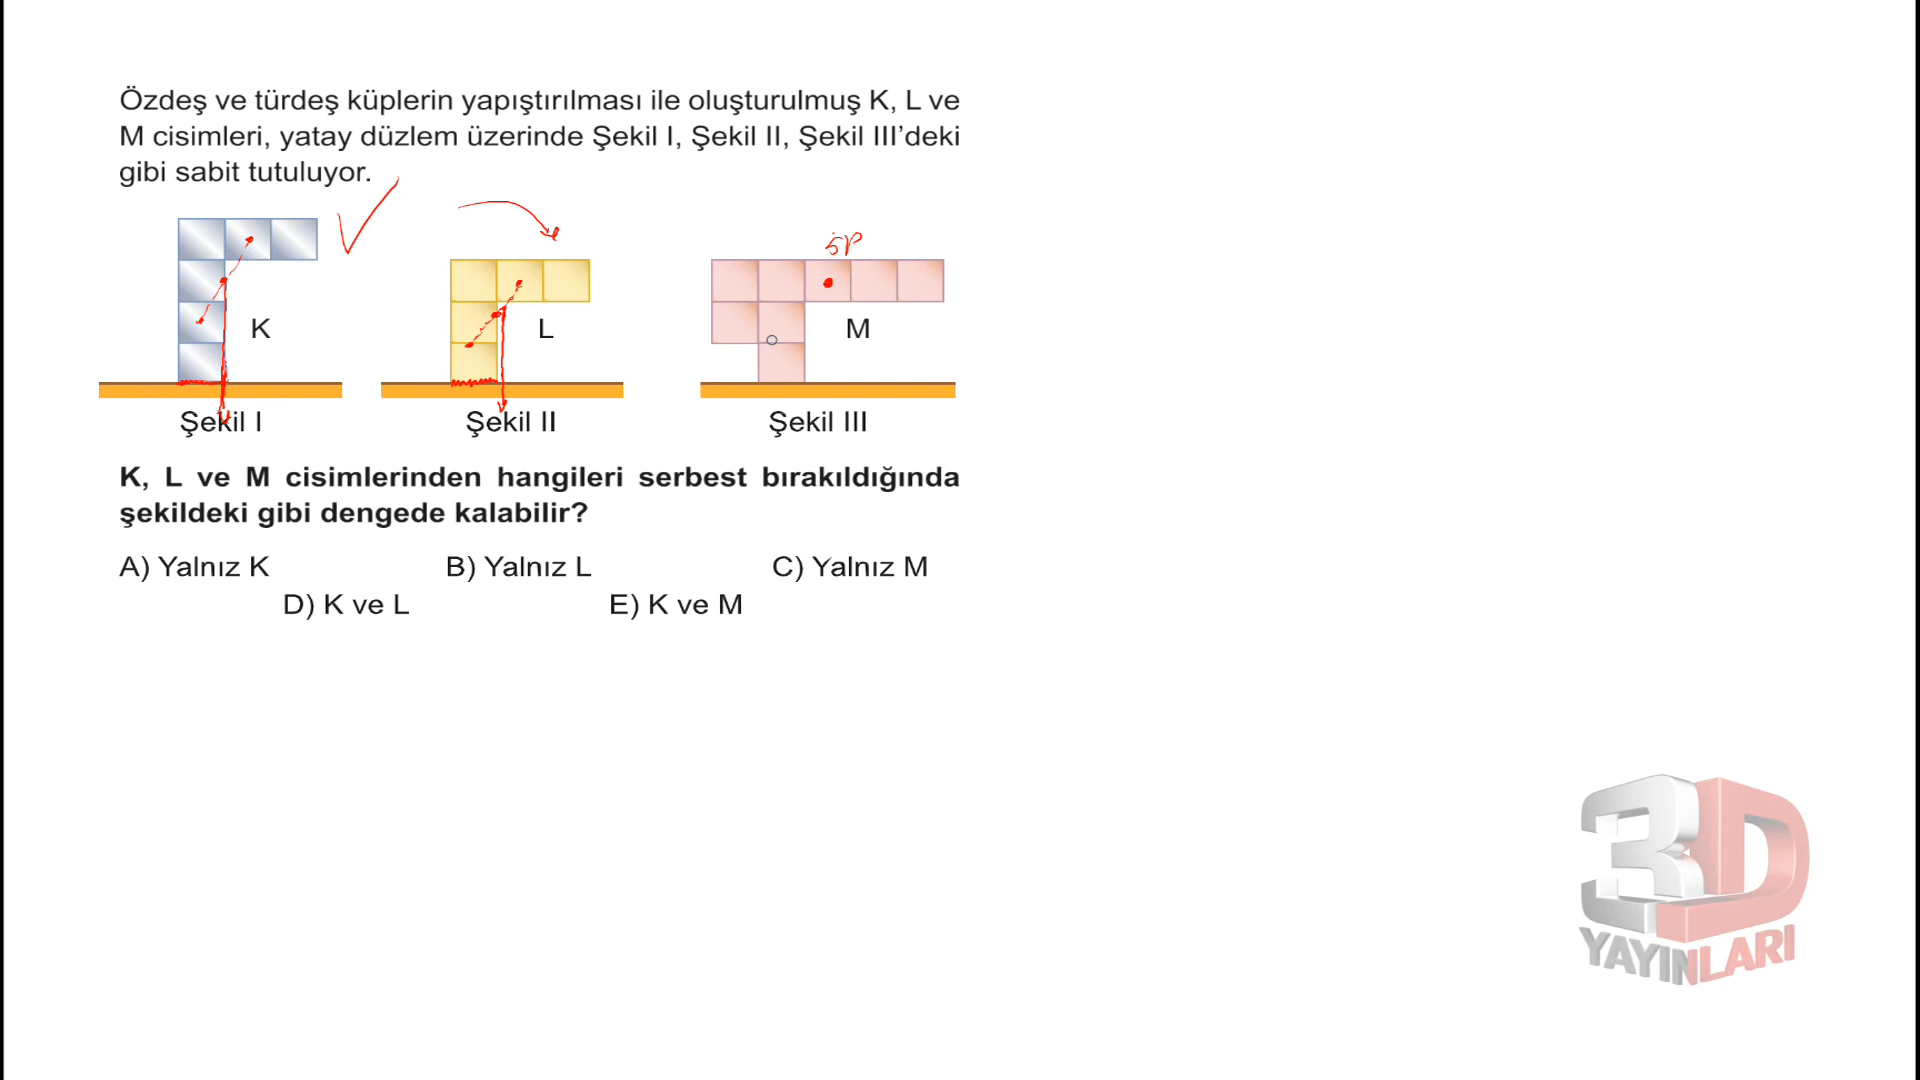 Özdeş ve türdeş küplerin yapıştırılması ile oluşturulmuş K, L ve
M cisimleri, yatay düzlem üzerinde Şekil I, Şekil II, Şekil III’deki
gibi sabit tutuluyor.
5P
K
L
M
Şekil I
Şekil II
Şekil III
K, L ve M cisimlerinden hangileri serbest bırakıldığında
şekildeki gibi dengede kalabilir?
A) Yalnız K
B) Yalnız L
C) Yalnız M
D) K ve L
E) K ve M
3D
YAYINLARI